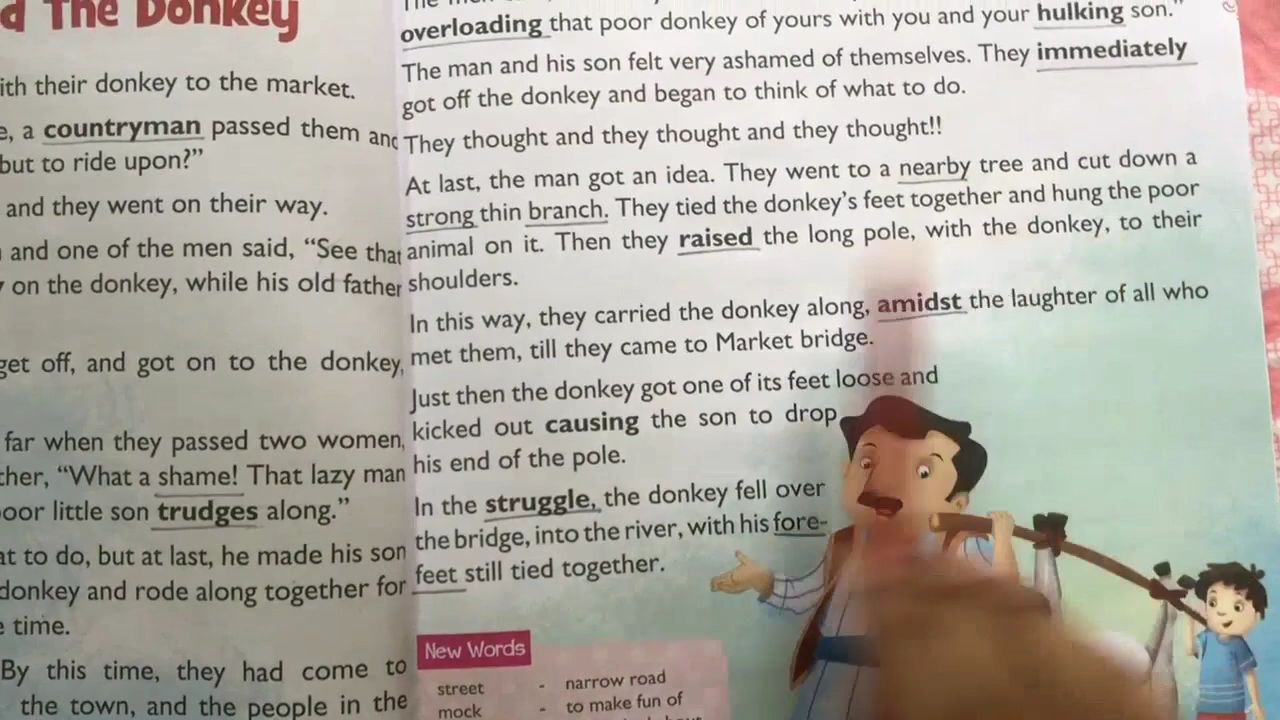 d The Donkey
ith their donkey to the market.
e, a countryman passed them and
but to ride upon?”
and they went on their way.
and one of the men said, “See that
on the donkey, while his old father
get off, and got on to the donkey,
far when they passed two women,
ther, “What a shame! That lazy man
oor little son trudges along.”
at to do, but at last, he made his son
donkey and rode along together for
e time.
By this time, they had come to
the town, and the people in the
overloading that poor donkey of yours with you and your hulking son.”
The man and his son felt very ashamed of themselves. They immediately
got off the donkey and began to think of what to do.
They thought and they thought and they thought!!
At last, the man got an idea. They went to a nearby tree and cut down a
strong thin branch. They tied the donkey’s feet together and hung the poor
animal on it. Then they raised the long pole, with the donkey, to their
shoulders.
In this way, they carried the donkey along, amidst the laughter of all who
met them, till they came to Market bridge.
Just then the donkey got one of its feet loose and
kicked out causing the son to drop
his end of the pole.
In the struggle, the donkey fell over
the bridge, into the river, with his fore-
feet still tied together.
New Words
street - narrow road
mock - to make fun of